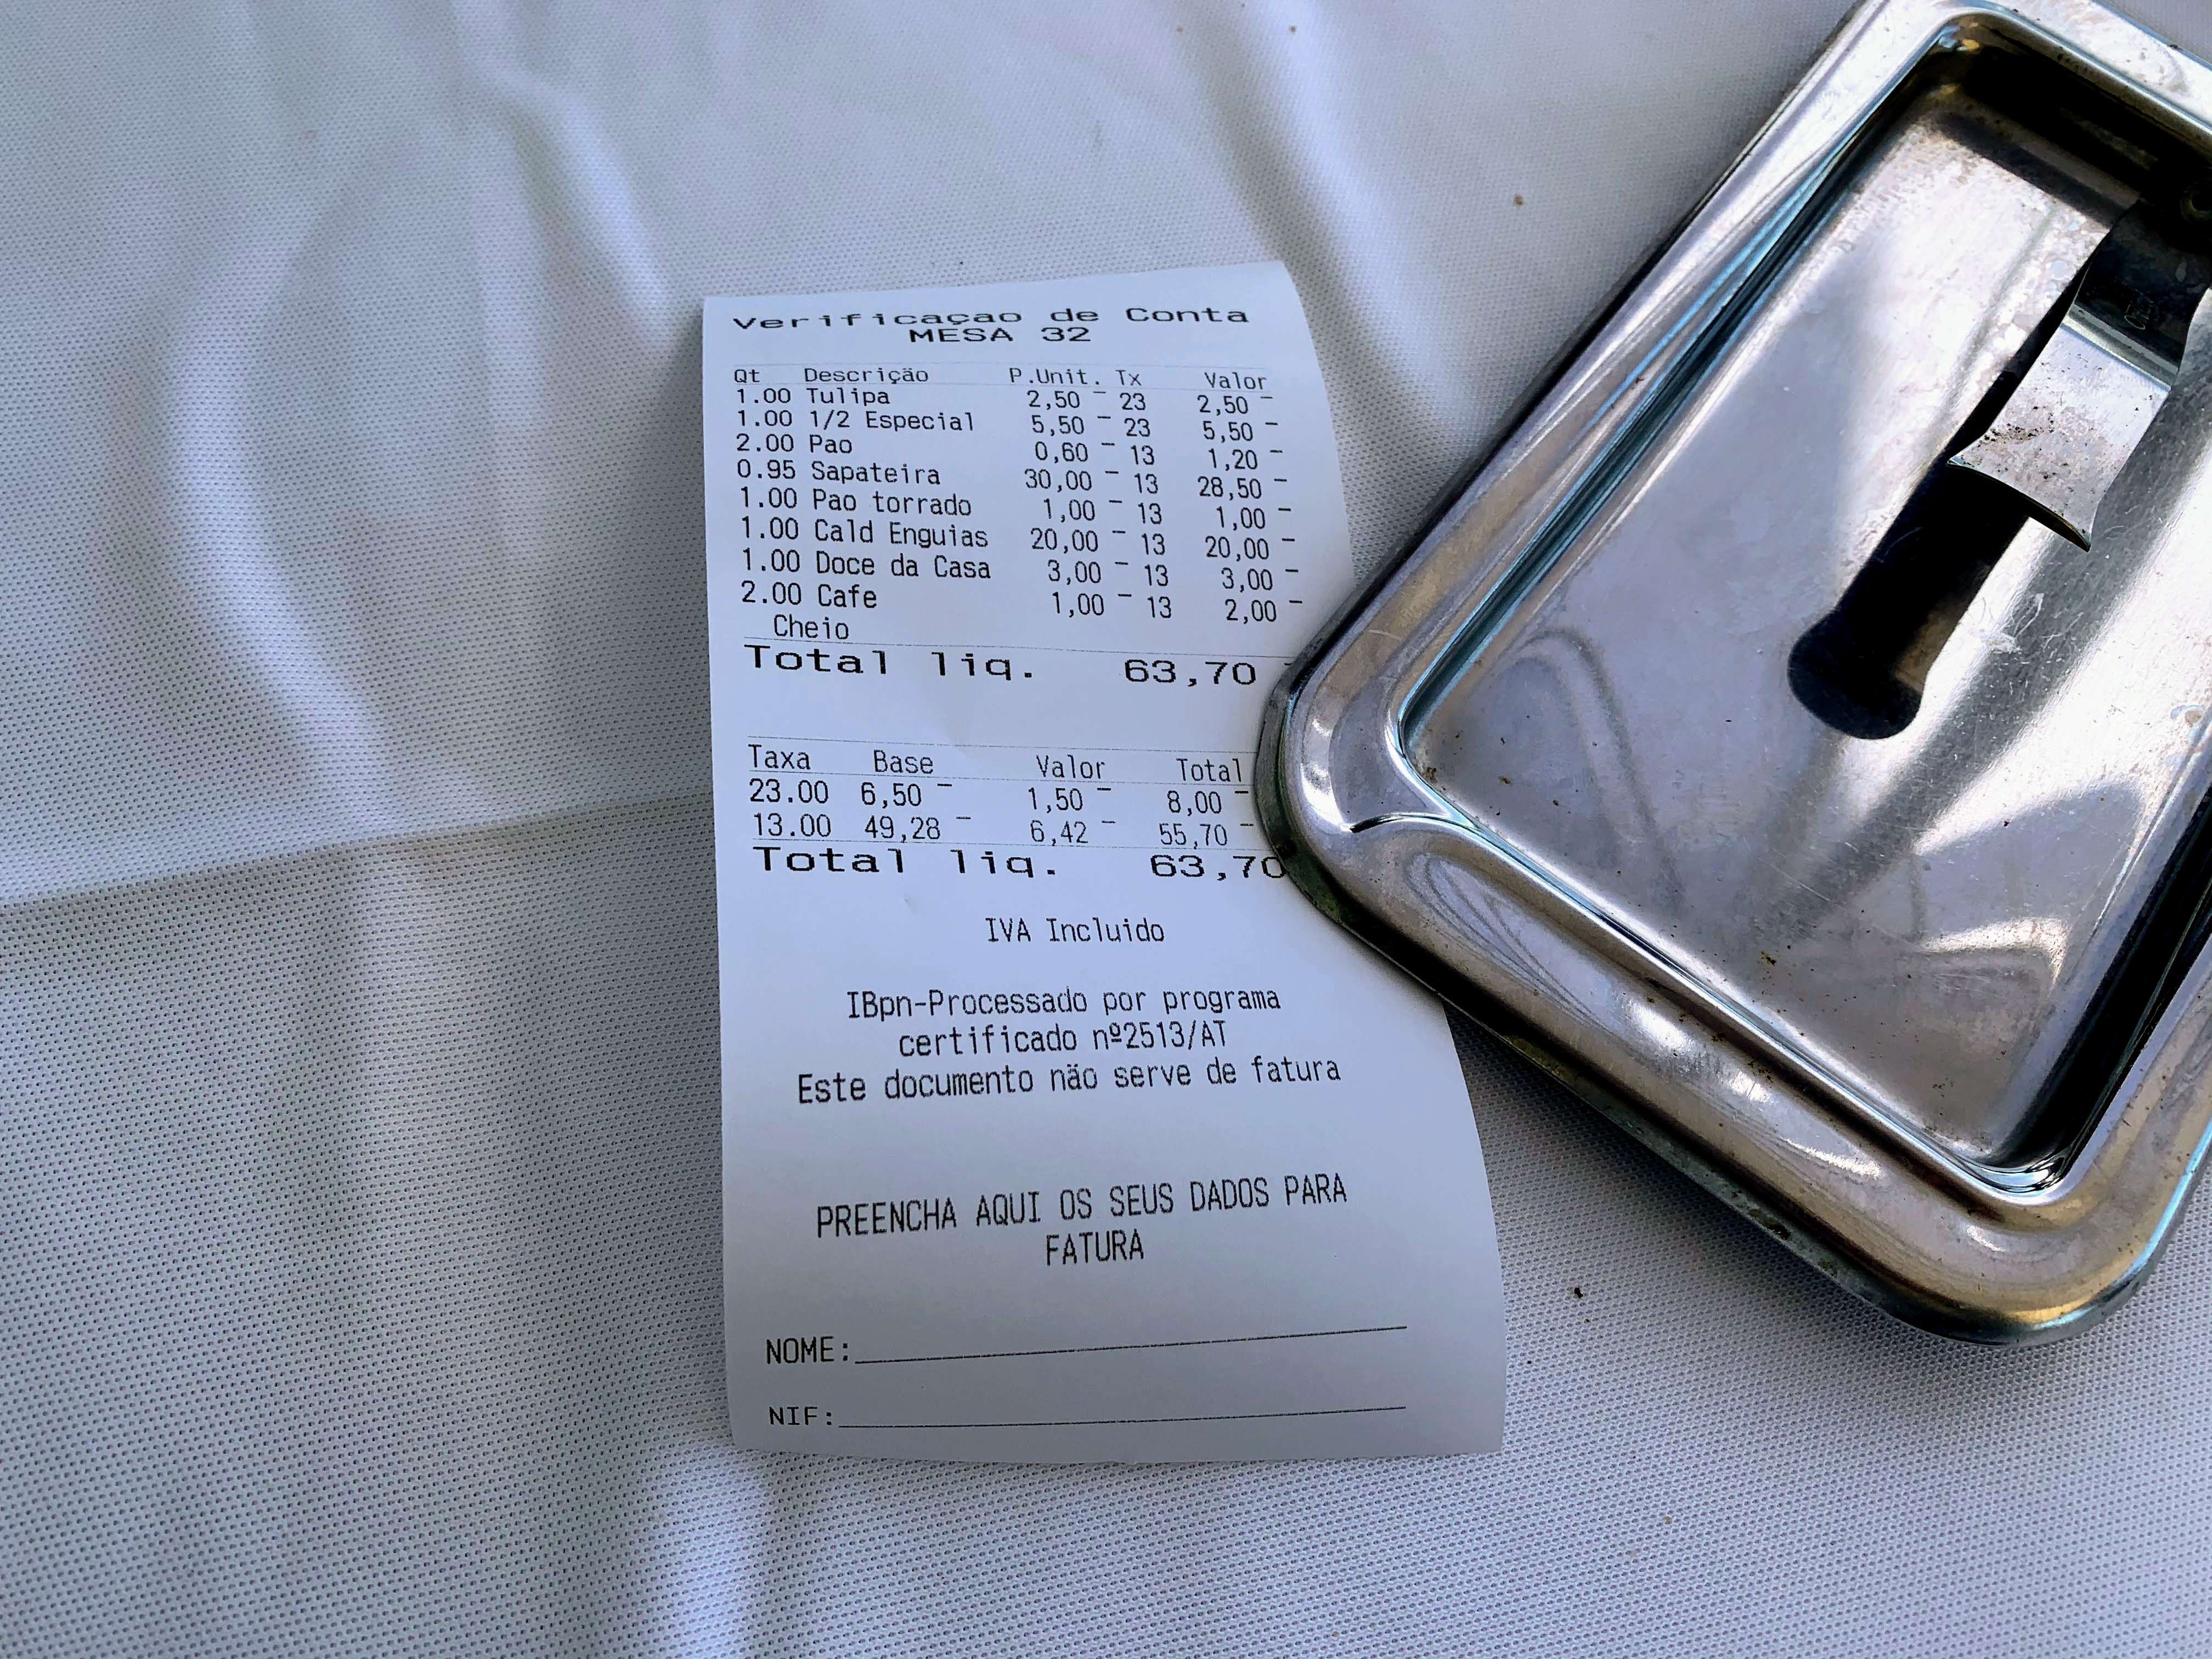 Verificaçao de Conta
MESA 32
Qt Descrição P.Unit. Tx Valor
1.00 Tulipa 2,50 - 23 2,50 -
1.00 1/2 Especial 5,50 - 23 5,50 -
2.00 Pao 0,60 - 13 1,20 -
0.95 Sapateira 30,00 - 13 28,50 -
1.00 Pao torrado 1,00 - 13 1,00 -
1.00 Cald Enguias 20,00 - 13 20,00 -
1.00 Doce da Casa 3,00 - 13 3,00 -
2.00 Cafe 1,00 - 13 2,00 -
Cheio
Total liq. 63,70
Taxa Base Valor Total
23.00 6,50 - 1,50 - 8,00 -
13.00 49,28 - 6,42 - 55,70 -
Total liq. 63,70
IVA Incluido
IBpn-Processado por programa
certificado nº2513/AT
Este documento não serve de fatura
PREENCHA AQUI OS SEUS DADOS PARA
FATURA
NOME:
NIF: